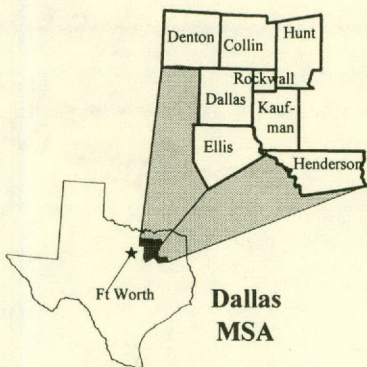 Denton
Collin
Hunt
Rockwall
Dallas
Kauf-
man
Ellis
Henderson
Ft Worth
Dallas
MSA